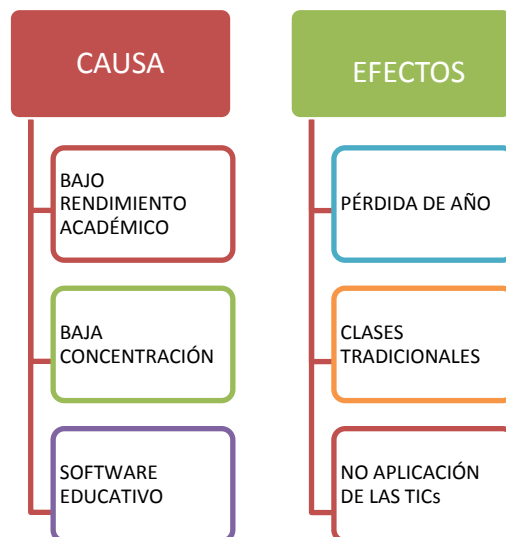 CAUSA
BAJO
RENDIMIENTO
ACADÉMICO
BAJA
CONCENTRACIÓN
SOFTWARE
EDUCATIVO
EFECTOS
PÉRDIDA DE AÑO
CLASES
TRADICIONALES
NO APLICACIÓN
DE LAS TICs